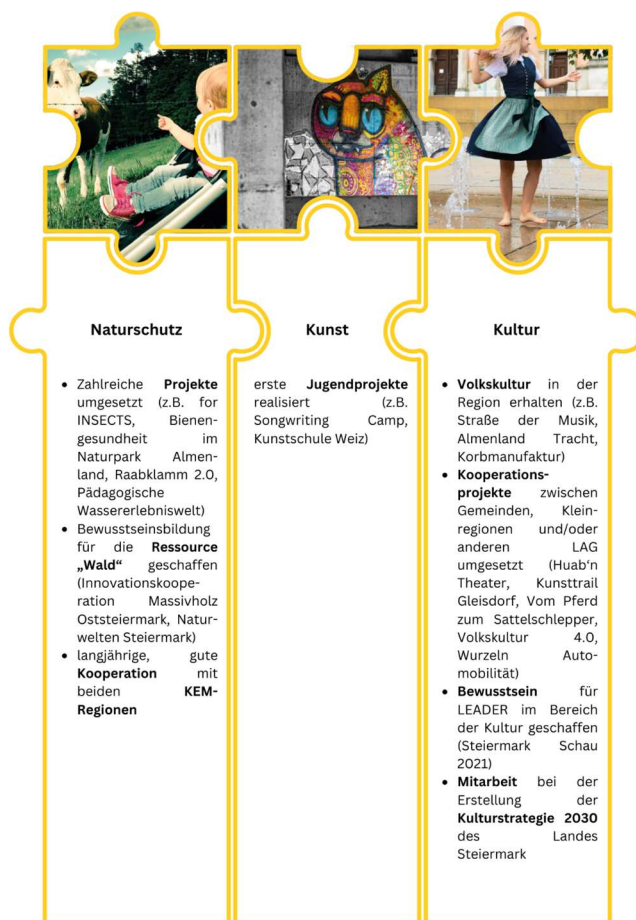 Naturschutz
• Zahlreiche Projekte
umgesetzt (z.B. for
INSECTS, Bienen-
gesundheit im
Naturpark Almen-
land, Raabklamm 2.0,
Pädagogische
Wassererlebniswelt)
• Bewusstseinsbildung
für die Ressource
„Wald“ geschaffen
(Innovationskoope-
ration Massivholz
Oststeiermark, Natur-
welten Steiermark)
• langjährige, gute
Kooperation mit
beiden KEM-
Regionen
Kunst
erste Jugendprojekte
realisiert (z.B.
Songwriting Camp,
Kunstschule Weiz)
Kultur
• Volkskultur in der
Region erhalten (z.B.
Straße der Musik,
Almenland Tracht,
Korbmanufaktur)
• Kooperations-
projekte zwischen
Gemeinden, Klein-
regionen und/oder
anderen LAG
umgesetzt (Huab‘n
Theater, Kunsttrail
Gleisdorf, Vom Pferd
zum Sattelschlepper,
Volkskultur 4.0,
Wurzeln Auto-
mobilität)
• Bewusstsein für
LEADER im Bereich
der Kultur geschaffen
(Steiermark Schau
2021)
• Mitarbeit bei der
Erstellung der
Kulturstrategie 2030
des Landes
Steiermark